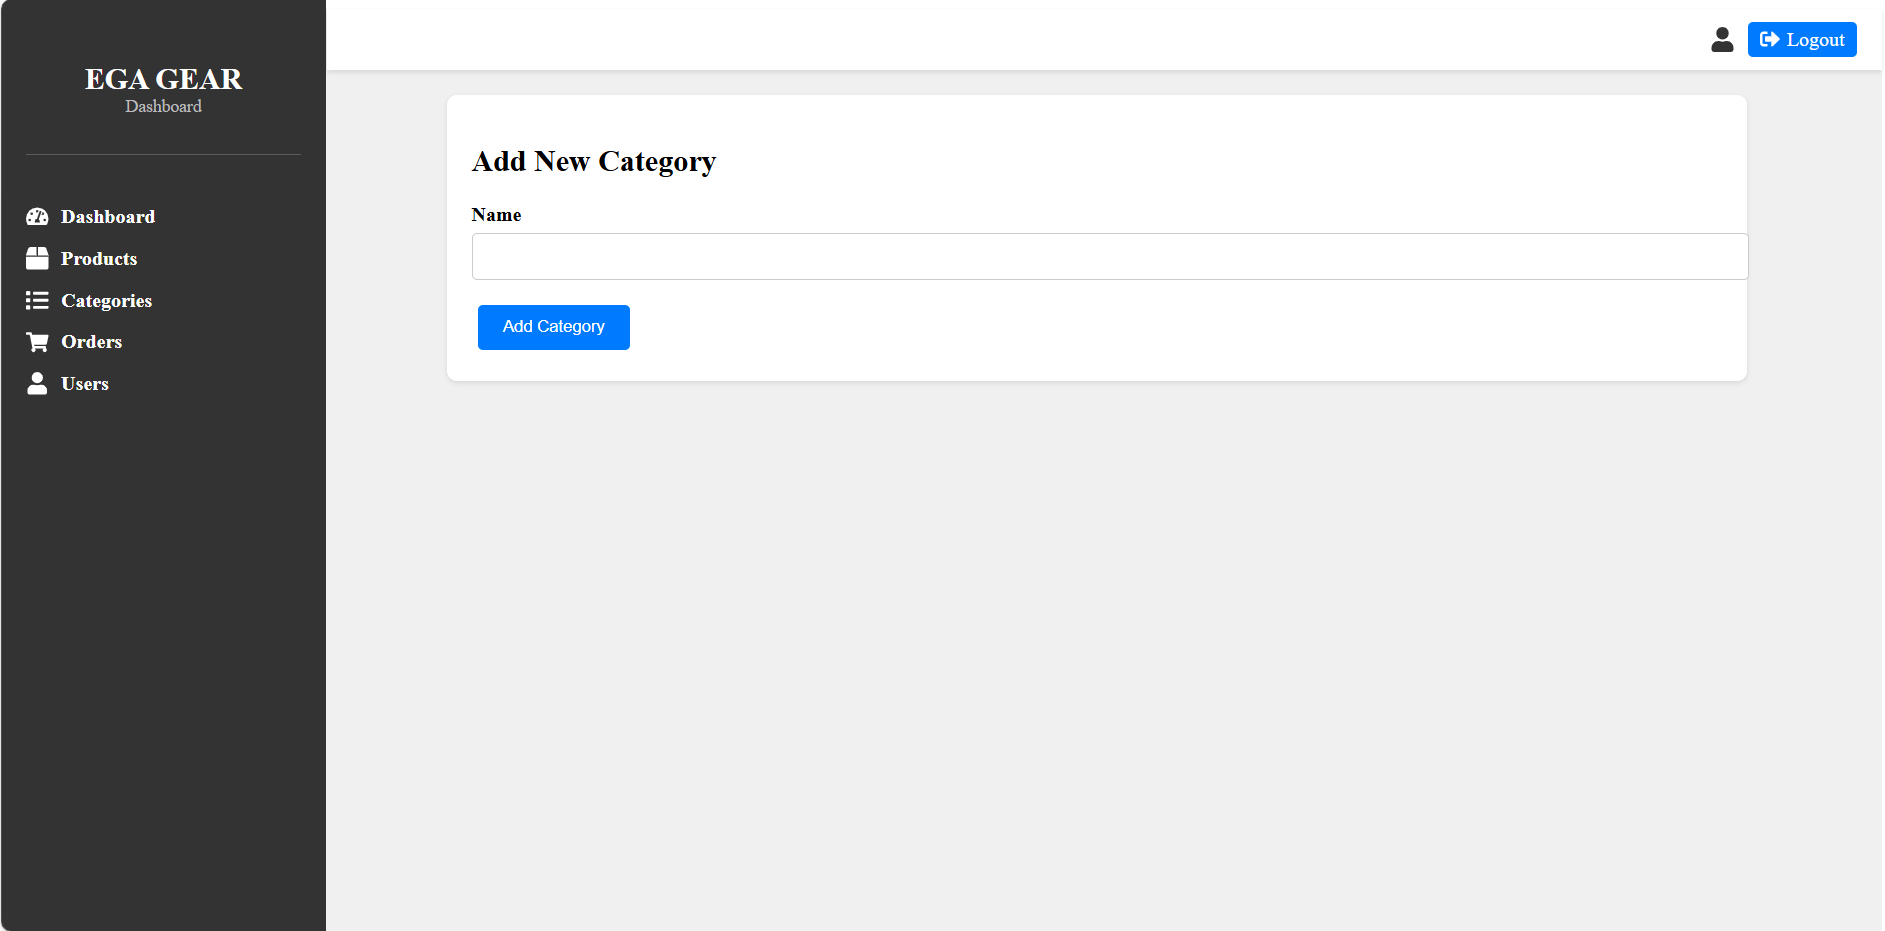 EGA GEAR
Dashboard
Dashboard
Products
Categories
Orders
Users
Logout
Add New Category
Name
Add Category